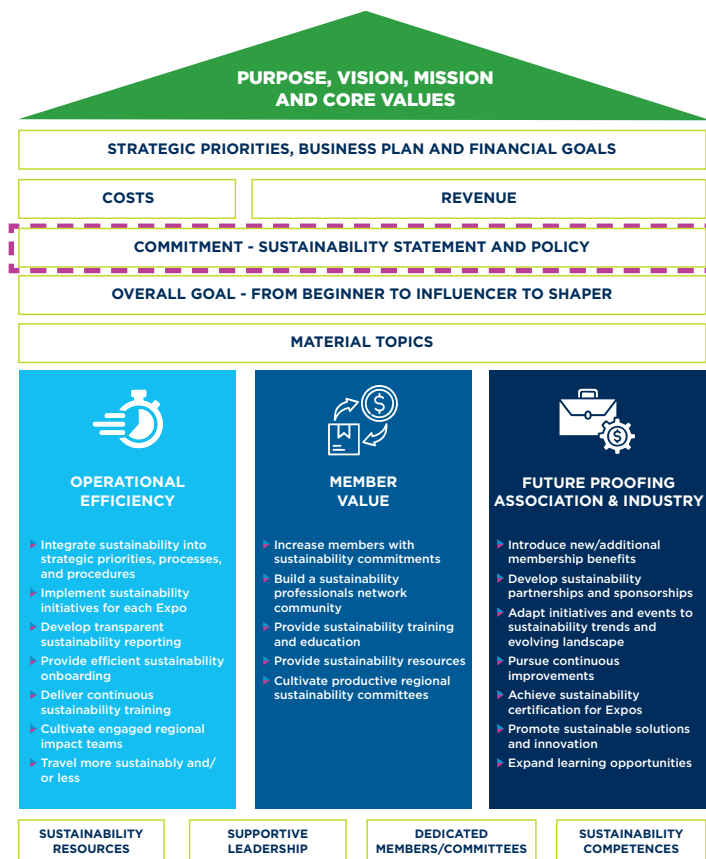 PURPOSE, VISION, MISSION
AND CORE VALUES
STRATEGIC PRIORITIES, BUSINESS PLAN AND FINANCIAL GOALS
COSTS
REVENUE
COMMITMENT - SUSTAINABILITY STATEMENT AND POLICY
OVERALL GOAL - FROM BEGINNER TO INFLUENCER TO SHAPER
MATERIAL TOPICS
OPERATIONAL
EFFICIENCY
Integrate sustainability into
strategic priorities, processes,
and procedures
Implement sustainability
initiatives for each Expo
Develop transparent
sustainability reporting
Provide efficient sustainability
onboarding
Deliver continuous
sustainability training
Cultivate engaged regional
impact teams
Travel more sustainably and/
or less
$
MEMBER
VALUE
Increase members with
sustainability commitments
Build a sustainability
professionals network
community
Provide sustainability training
and education
Provide sustainability resources
Cultivate productive regional
sustainability committees
$
FUTURE PROOFING
ASSOCIATION & INDUSTRY
Introduce new/additional
membership benefits
Develop sustainability
partnerships and sponsorships
Adapt initiatives and events to
sustainability trends and
evolving landscape
Pursue continuous
improvements
Achieve sustainability
certification for Expos
Promote sustainable solutions
and innovation
Expand learning opportunities
SUSTAINABILITY
RESOURCES
SUPPORTIVE
LEADERSHIP
DEDICATED
MEMBERS/COMMITTEES
SUSTAINABILITY
COMPETENCES